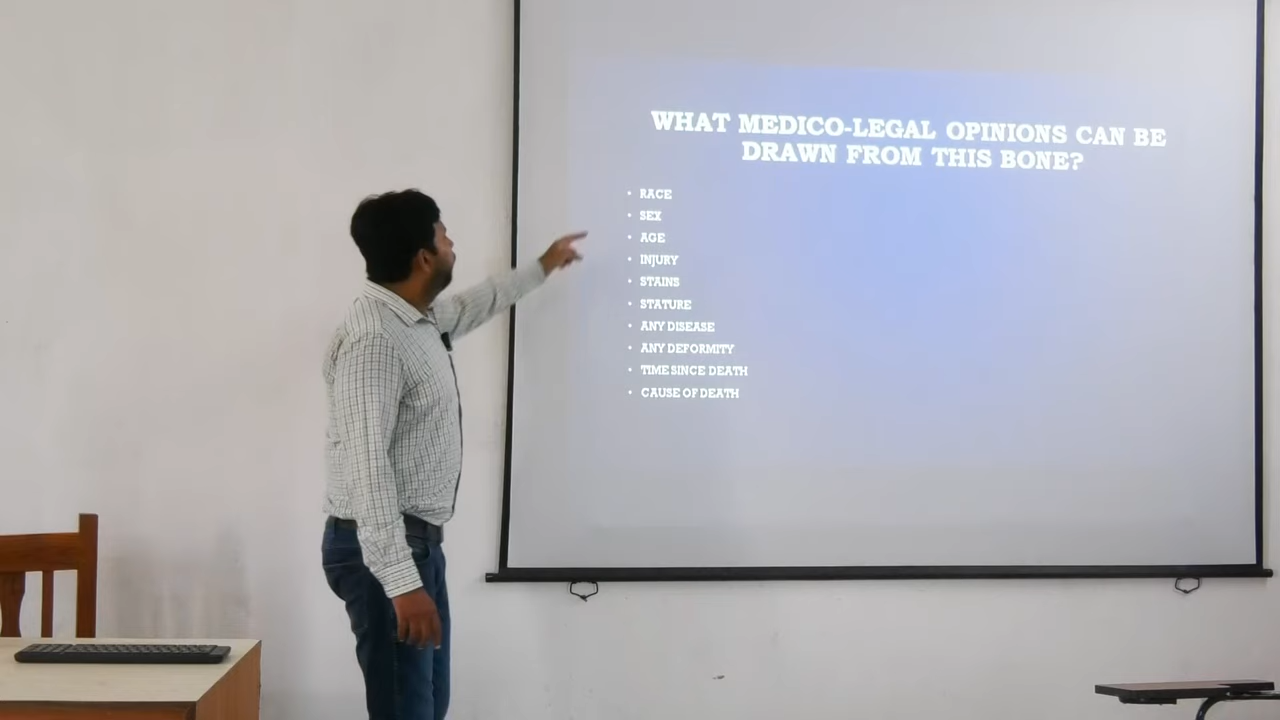 WHAT MEDICO-LEGAL OPINIONS CAN BE
DRAWN FROM THIS BONE?
• RACE
• SEX
• AGE
• INJURY
• STAINS
• STATURE
• ANY DISEASE
• ANY DEFORMITY
• TIME SINCE DEATH
• CAUSE OF DEATH